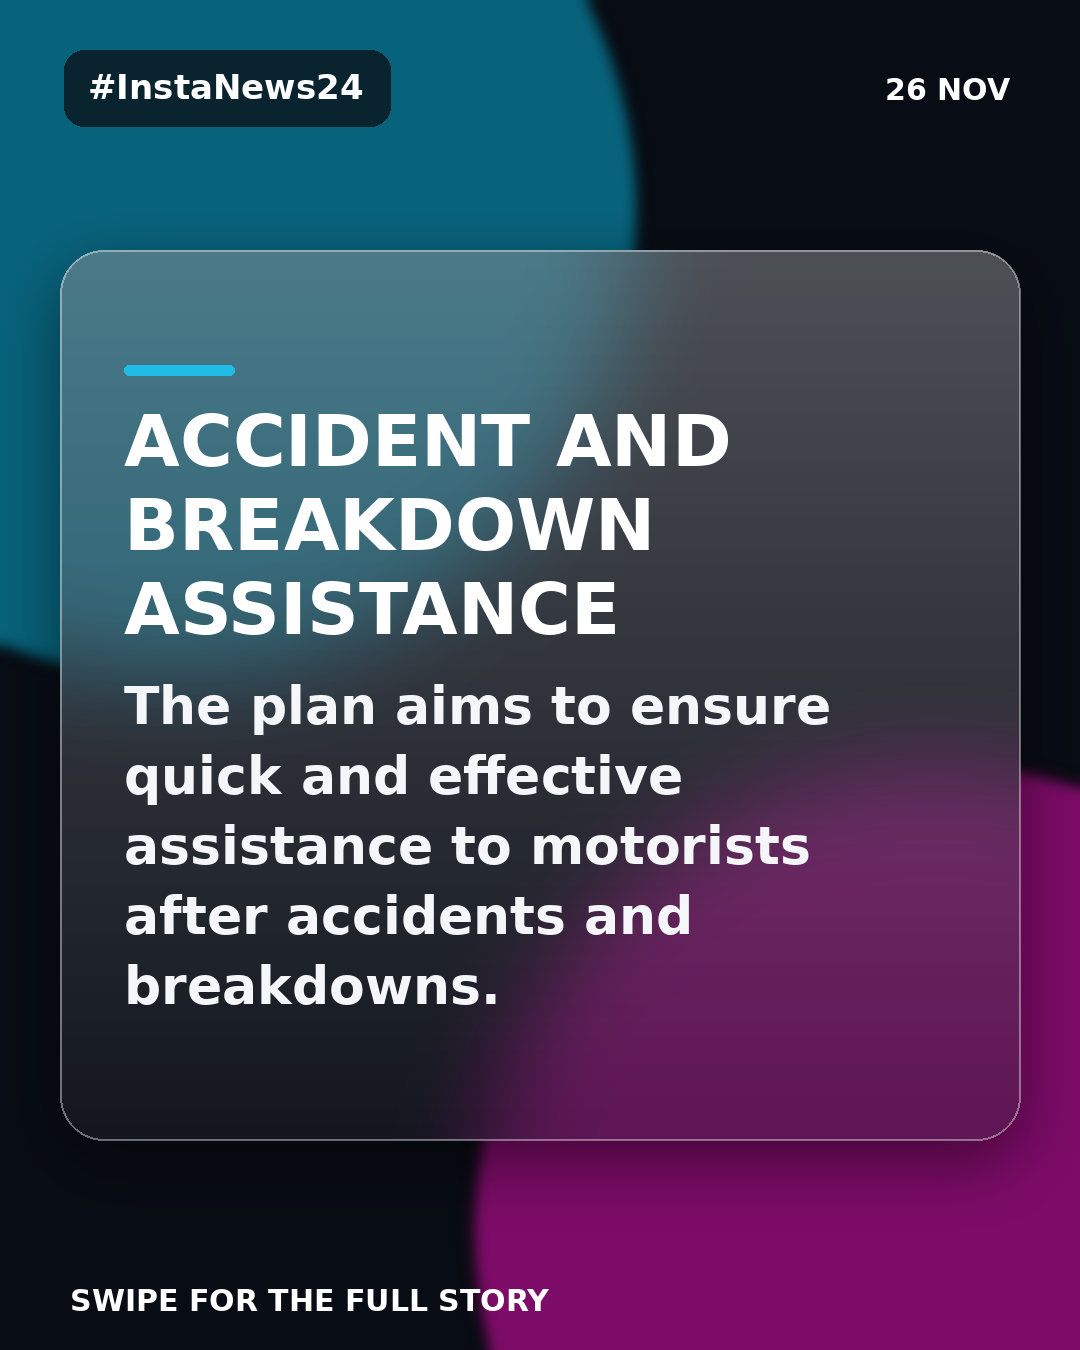 #InstaNews24
26 NOV
ACCIDENT AND
BREAKDOWN
ASSISTANCE
The plan aims to ensure
quick and effective
assistance to motorists
after accidents and
breakdowns.
SWIPE FOR THE FULL STORY